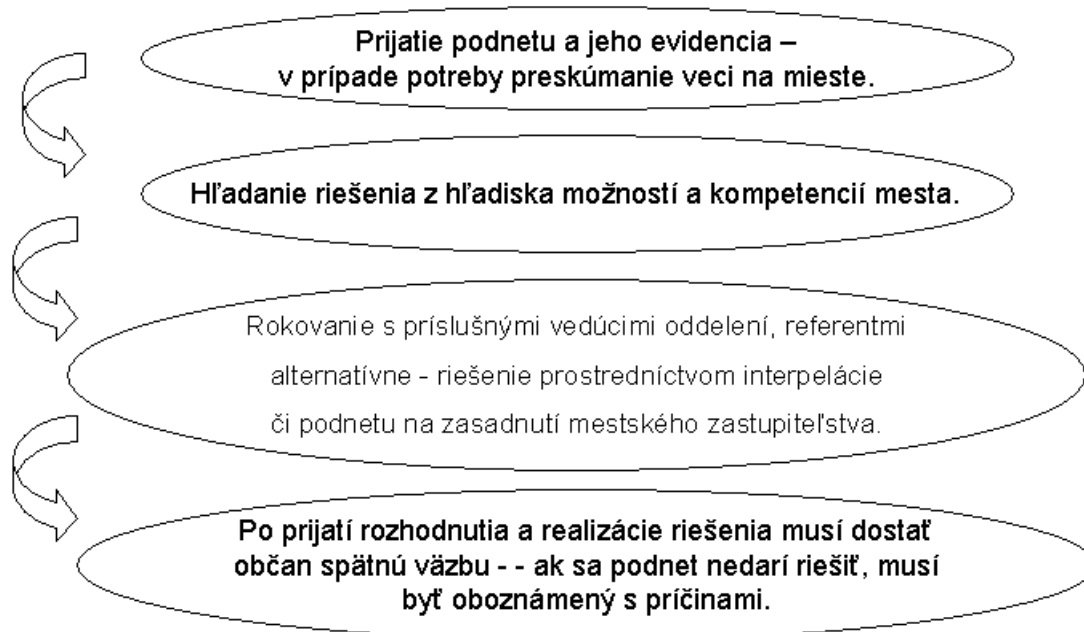 Prijatie podnetu a jeho evidencia –
v prípade potreby preskúmanie veci na mieste.
Hľadanie riešenia z hľadiska možností a kompetencií mesta.
Rokovanie s príslušnými vedúcimi oddelení, referentmi
alternatívne - riešenie prostredníctvom interpelácie
či podnetu na zasadnutí mestského zastupiteľstva.
Po prijatí rozhodnutia a realizácie riešenia musí dostať
občan spätnú väzbu - - ak sa podnet nedarí riešiť, musí
byť oboznámený s príčinami.